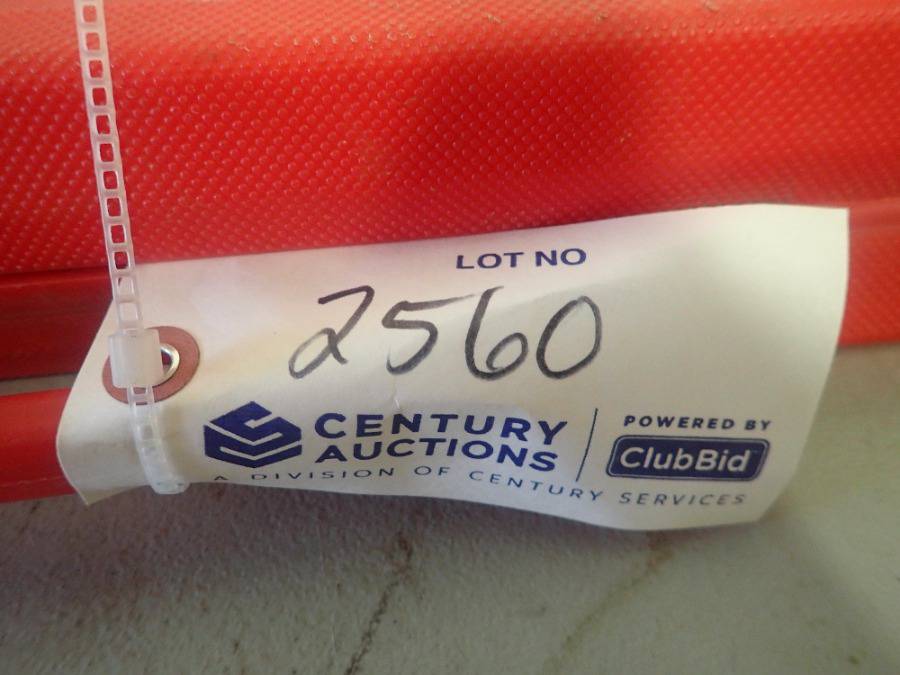 LOT NO
2560
CENTURY AUCTIONS
POWERED BY
ClubBid
A DIVISION OF CENTURY SERVICES